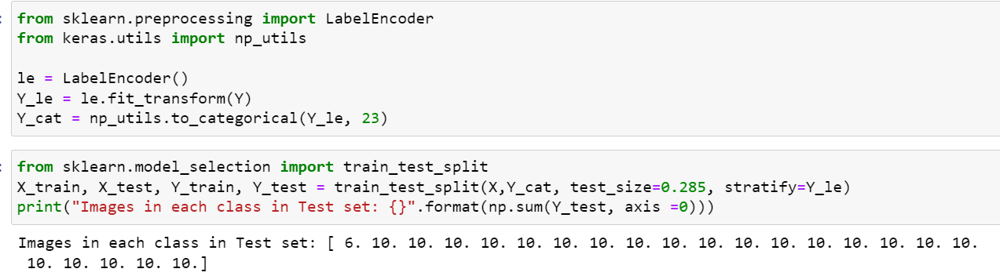 from sklearn.preprocessing import LabelEncoder
from keras.utils import np_utils
le = LabelEncoder()
Y_le = le.fit_transform(Y)
Y_cat = np_utils.to_categorical(Y_le, 23)
from sklearn.model_selection import train_test_split
X_train, X_test, Y_train, Y_test = train_test_split(X,Y_cat, test_size=0.285, stratify=Y_le)
print("Images in each class in Test set: {}".format(np.sum(Y_test, axis =0)))
Images in each class in Test set: [ 6. 10. 10. 10. 10. 10. 10. 10. 10. 10. 10. 10. 10. 10. 10. 10. 10. 10.
10. 10. 10. 10. 10.]